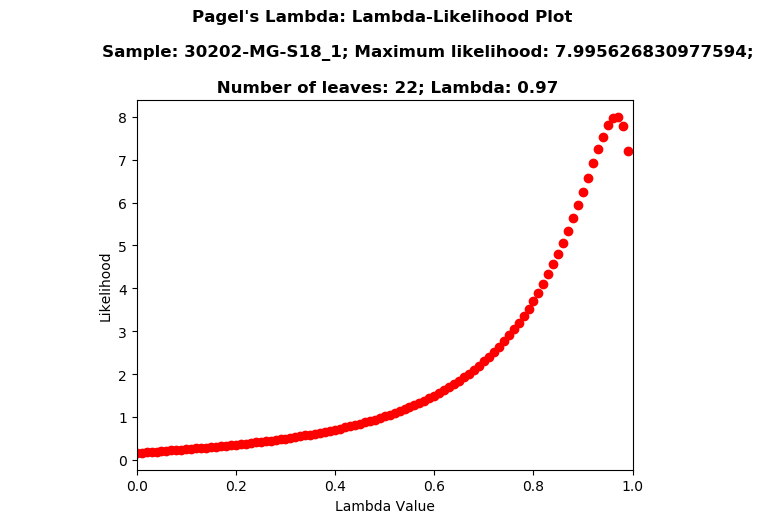 Pagel's Lambda: Lambda-Likelihood Plot
Sample: 30202-MG-S18_1; Maximum likelihood: 7.995626830977594;
Number of leaves: 22; Lambda: 0.97
8
7
6
5
4
3
2
1
0
Likelihood
0.0 0.2 0.4 0.6 0.8 1.0
Lambda Value